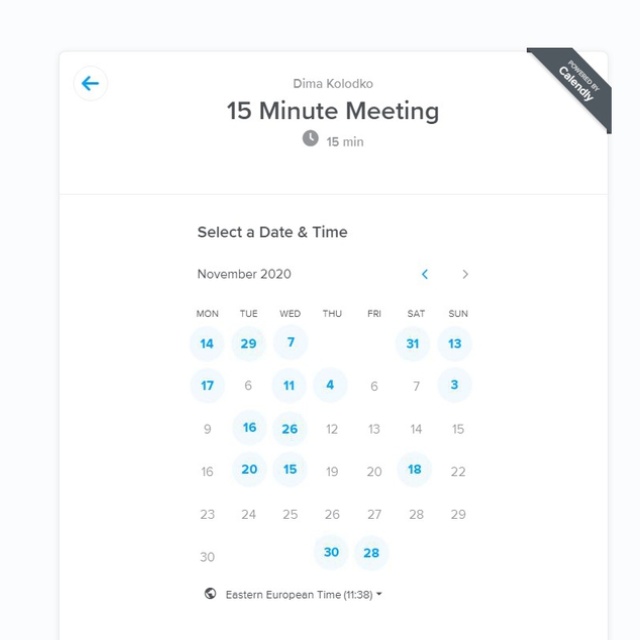 POWERED BY
Calendly
Dima Kolodko
15 Minute Meeting
15 min
Select a Date & Time
November 2020
MON TUE WED THU FRI SAT SUN
14 29 7 31 13
17 6 11 4 6 7 3
9 16 26 12 13 14 15
16 20 15 19 20 18 22
23 24 25 26 27 28 29
30 30 28
Eastern European Time (11:38)